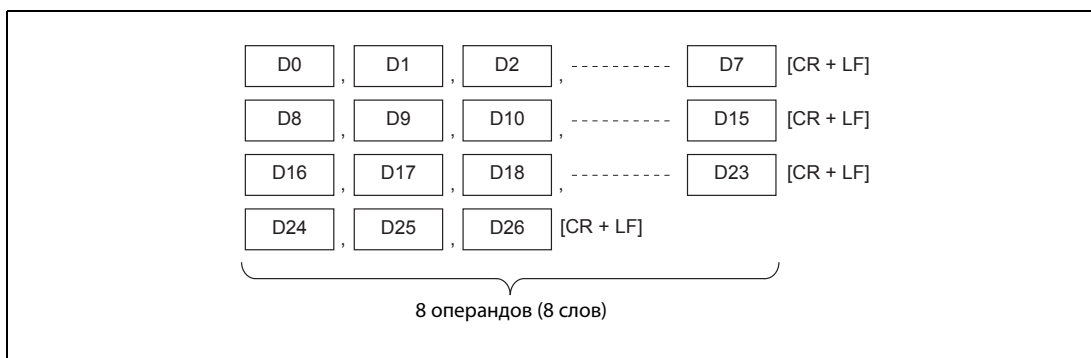 D0 , D1 , D2 , ---------- D7 [CR + LF]
D8 , D9 , D10 , ---------- D15 [CR + LF]
D16 , D17 , D18 , ---------- D23 [CR + LF]
D24 , D25 , D26 [CR + LF]
8 операндов (8 слов)